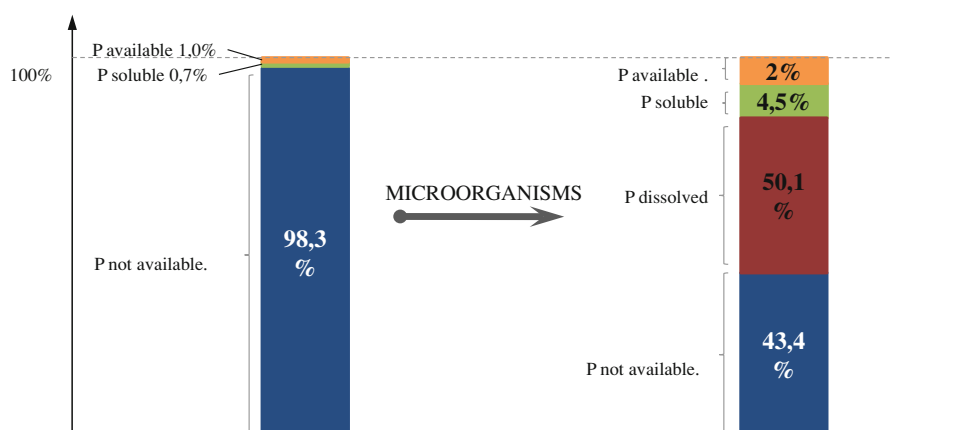 P available 1,0%
100%
P soluble 0,7%
98,3
%
P not available.
MICROORGANISMS
P available .
2%
P soluble
4,5%
P dissolved
50,1
%
P not available.
43,4
%